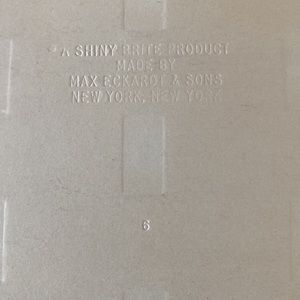 A SHINY BRITE PRODUCT
MADE BY
MAX ECKARDT & SONS
NEW YORK, NEW YORK
6